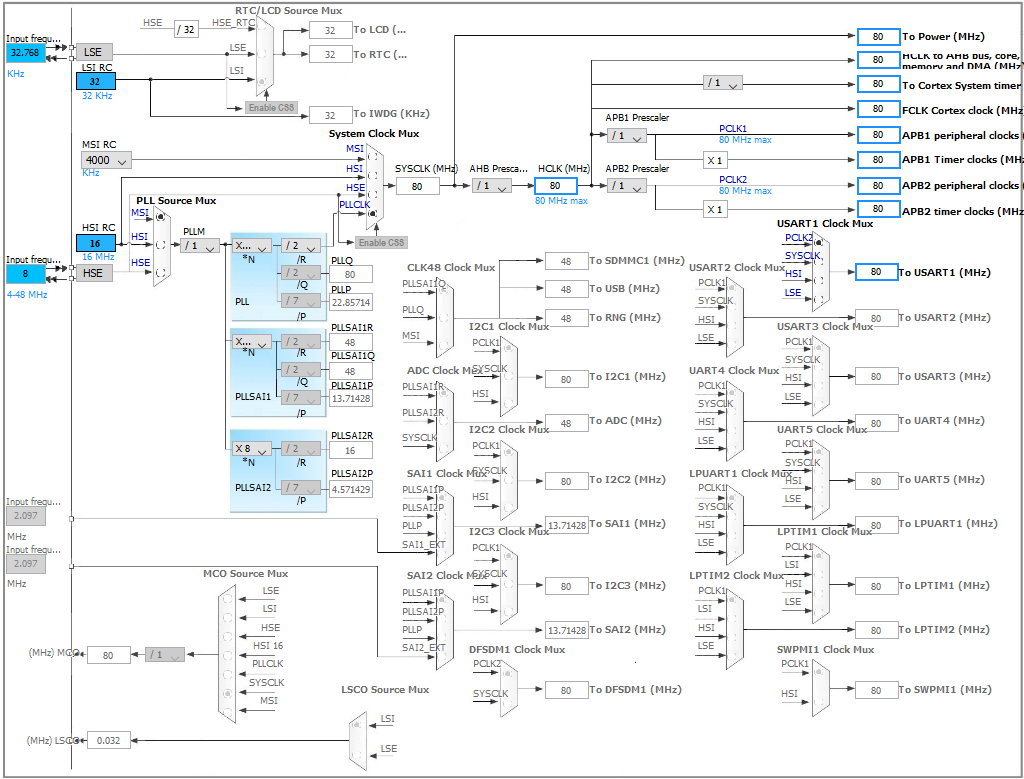 RTC/LCD Source Mux
HSE
/ 32
HSE_RTC
32
To LCD (...
Input frequ...
32.768
KHz
LSE
LSE
32
To RTC (...
LSI RC
32
32 KHz
LSI
Enable CSS
32
To IWDG (KHz)
80
To Power (MHz)
80
HCLK to AHB bus, core,
memory and DMA (MHz
/ 1
80
To Cortex System timer
80
FCLK Cortex clock (MHz)
APB1 Prescaler
/ 1
PCLK1
80 MHz max
80
APB1 peripheral clocks
X 1
80
APB1 Timer clocks (MHz
System Clock Mux
MSI RC
4000
KHz
MSI
HSI
HSE
PLLCLK
Enable CSS
SYSCLK (MHz)
80
AHB Presca...
/ 1
HCLK (MHz)
80
80 MHz max
APB2 Prescaler
/ 1
PCLK2
80 MHz max
80
APB2 peripheral clocks
X 1
80
APB2 timer clocks (MHz
PLL Source Mux
MSI
HSI
HSE
HSI RC
16
16 MHz
Input frequ...
8
4-48 MHz
HSE
PLLM
/ 1
X...
*N
PLL
/ 2
/R
/ 2
/Q
/ 7
/P
PLLQ
80
PLLP
22.85714
X...
*N
PLLSAI1
/ 2
/R
/ 2
/Q
/ 7
/P
PLLSAI1R
48
PLLSAI1Q
48
PLLSAI1P
13.71428
X 8
*N
PLLSAI2
/ 2
/R
/ 7
/P
PLLSAI2R
16
PLLSAI2P
4.571429
CLK48 Clock Mux
PLLSAI1Q
PLLQ
MSI
48
To SDMMC1 (MHz)
48
To USB (MHz)
48
To RNG (MHz)
I2C1 Clock Mux
PCLK1
SYSCLK
HSI
80
To I2C1 (MHz)
ADC Clock Mux
PLLSAI1R
PLLSAI2R
SYSCLK
48
To ADC (MHz)
I2C2 Clock Mux
PCLK1
SYSCLK
HSI
80
To I2C2 (MHz)
SAI1 Clock Mux
PLLSAI1P
PLLSAI2P
PLLP
SAI1_EXT
13.71428
To SAI1 (MHz)
I2C3 Clock Mux
PCLK1
SYSCLK
HSI
80
To I2C3 (MHz)
SAI2 Clock Mux
PLLSAI1P
PLLSAI2P
PLLP
SAI2_EXT
13.71428
To SAI2 (MHz)
DFSDM1 Clock Mux
PCLK2
SYSCLK
80
To DFSDM1 (MHz)
USART1 Clock Mux
PCLK2
SYSCLK
HSI
LSE
80
To USART1 (MHz)
USART2 Clock Mux
PCLK1
SYSCLK
HSI
LSE
80
To USART2 (MHz)
USART3 Clock Mux
PCLK1
SYSCLK
HSI
LSE
80
To USART3 (MHz)
UART4 Clock Mux
PCLK1
SYSCLK
HSI
LSE
80
To UART4 (MHz)
UART5 Clock Mux
PCLK1
SYSCLK
HSI
LSE
80
To UART5 (MHz)
LPUART1 Clock Mux
PCLK1
SYSCLK
HSI
LSE
80
To LPUART1 (MHz)
LPTIM1 Clock Mux
PCLK1
LSI
HSI
LSE
80
To LPTIM1 (MHz)
LPTIM2 Clock Mux
PCLK1
LSI
HSI
LSE
80
To LPTIM2 (MHz)
SWPMI1 Clock Mux
PCLK1
HSI
80
To SWPMI1 (MHz)
Input frequ...
2.097
MHz
Input frequ...
2.097
MHz
MCO Source Mux
LSE
LSI
HSE
HSI 16
PLLCLK
SYSCLK
MSI
(MHz) MCO
80
/ 1
LSCO Source Mux
LSI
LSE
(MHz) LSCO
0.032